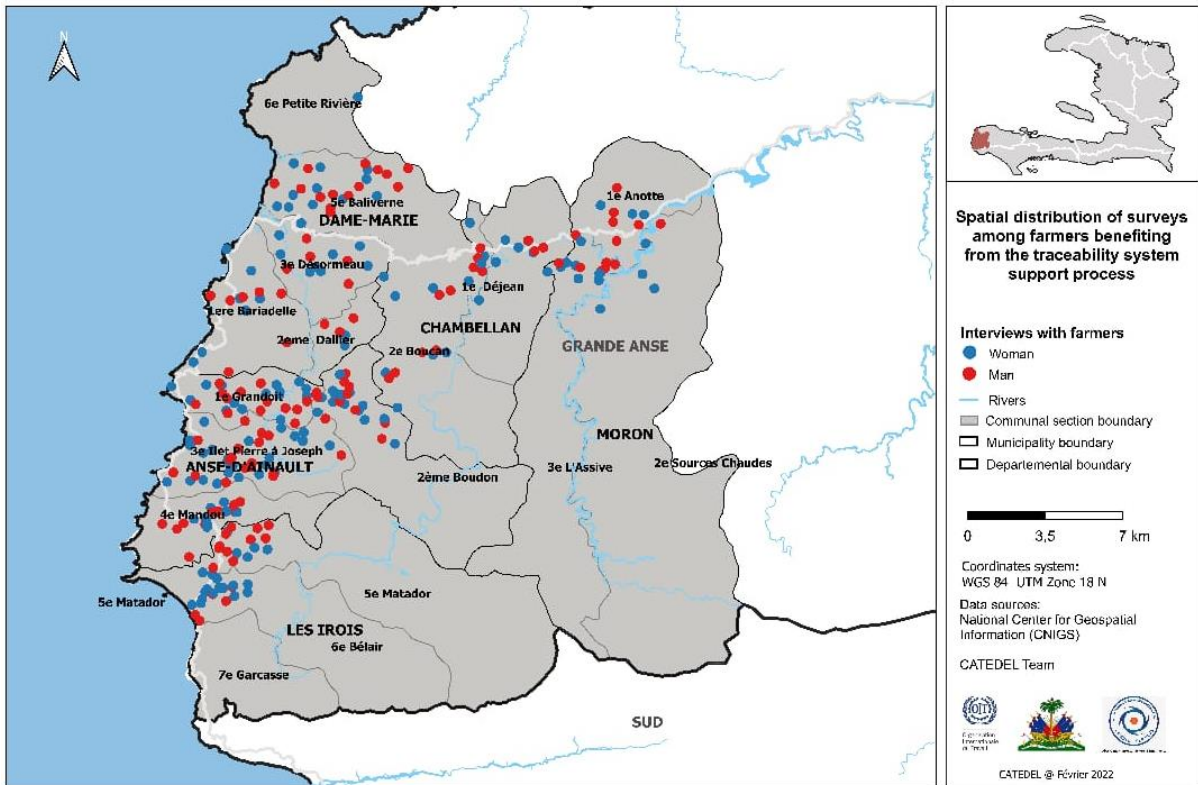 N
6e Petite Rivière
5e Baliverne
DAME-MARIE
1e Anotte
3e Désormeau
1e Déjean
1ere Bariadelle
2eme Dallier
CHAMBELLAN
2e Boucan
GRANDE ANSE
1e Grandoit
MORON
3e Ilet Pierre à Joseph
ANSE-D'AINAULT
2ème Boudon
3e L'Assive
2e Sources Chaudes
4e Mandou
5e Matador
5e Matador
LES IROIS
6e Bélair
7e Garcasse
SUD
Spatial distribution of surveys
among farmers benefiting
from the traceability system
support process
Interviews with farmers
Woman
Man
Rivers
Communal section boundary
Municipality boundary
Departemental boundary
0 3,5 7 km
Coordinates system:
WGS 84 UTM Zone 18 N
Data sources:
National Center for Geospatial
Information (CNIGS)
CATEDEL Team
Organisation
Internationale
du Travail
CATEDEL @ Février 2022